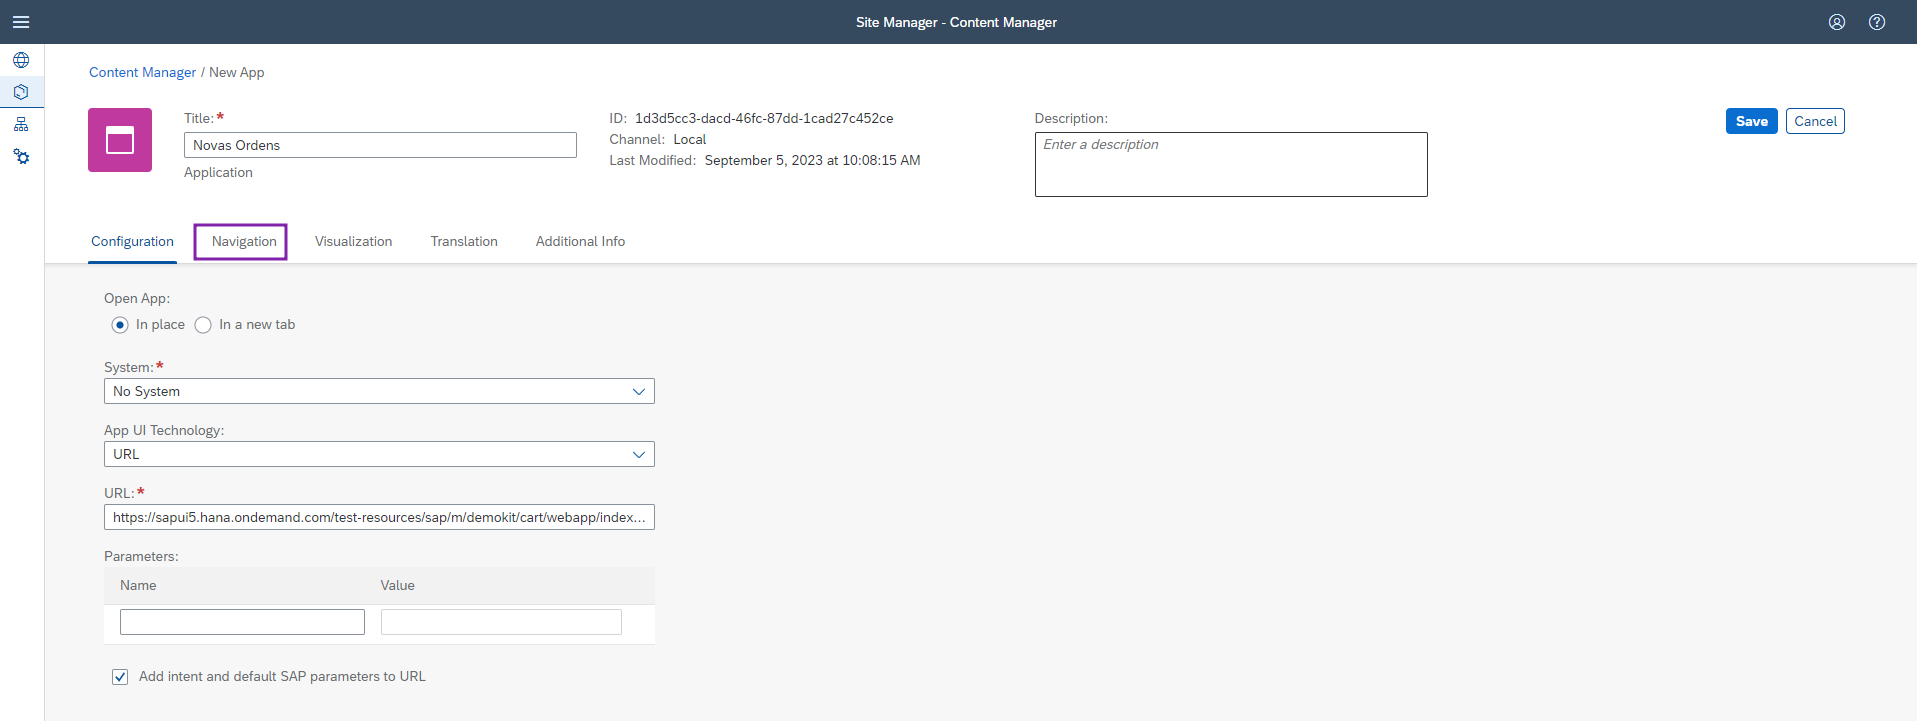 Site Manager - Content Manager
Content Manager / New App
Title:*
Novas Ordens
Application
ID: 1d3d5cc3-dacd-46fc-87dd-1cad27c452ce
Channel: Local
Last Modified: September 5, 2023 at 10:08:15 AM
Description:
Enter a description
Save Cancel
Configuration Navigation Visualization Translation Additional Info
Open App:
In place In a new tab
System:*
No System
App UI Technology:
URL
URL:*
https://sapui5.hana.ondemand.com/test-resources/sap/m/demokit/cart/webapp/index...
Parameters:
Name Value
Add intent and default SAP parameters to URL